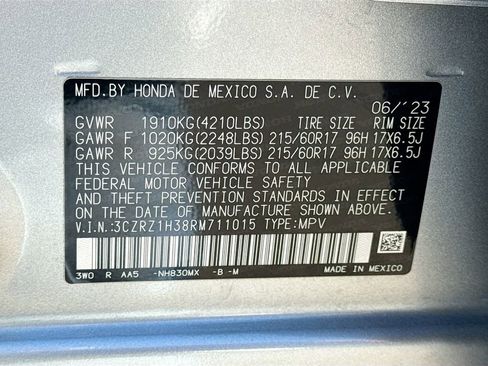 MFD.BY HONDA DE MEXICO S.A. DE C.V.
06/'23
GVWR 1910KG(4210LBS) TIRE SIZE RIM SIZE
GAWR F 1020KG(2248LBS) 215/60R17 96H 17X6.5J
GAWR R 925KG(2039LBS) 215/60R17 96H 17X6.5J
THIS VEHICLE CONFORMS TO ALL APPLICABLE
FEDERAL MOTOR VEHICLE SAFETY
AND THEFT PREVENTION STANDARDS IN
EFFECT ON THE DATE OF MANUFACTURE SHOWN ABOVE.
V.I.N:3CZRZ1H38RM711015 TYPE:MPV
3W0 R AA5 -NH830MX -B -M
MADE IN MEXICO